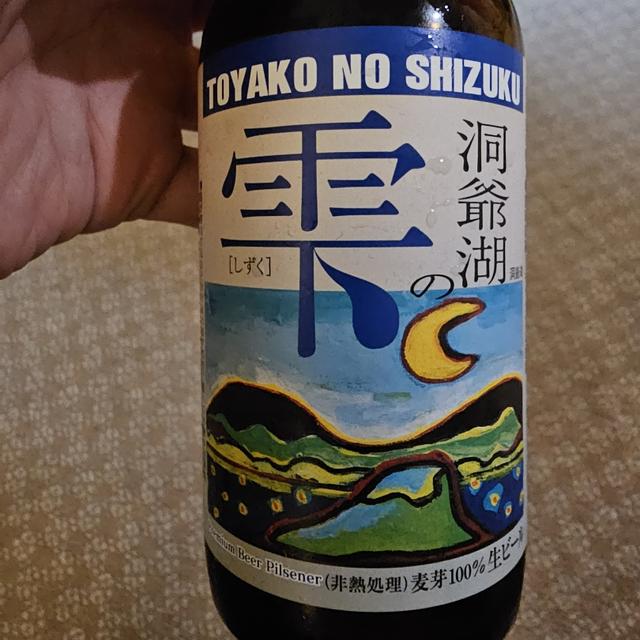 TOYAKO NO SHIZUKU
洞爺湖の
雫
[しずく]
Premium Beer Pilsener (非熱処理) 麦芽100% 生ビール